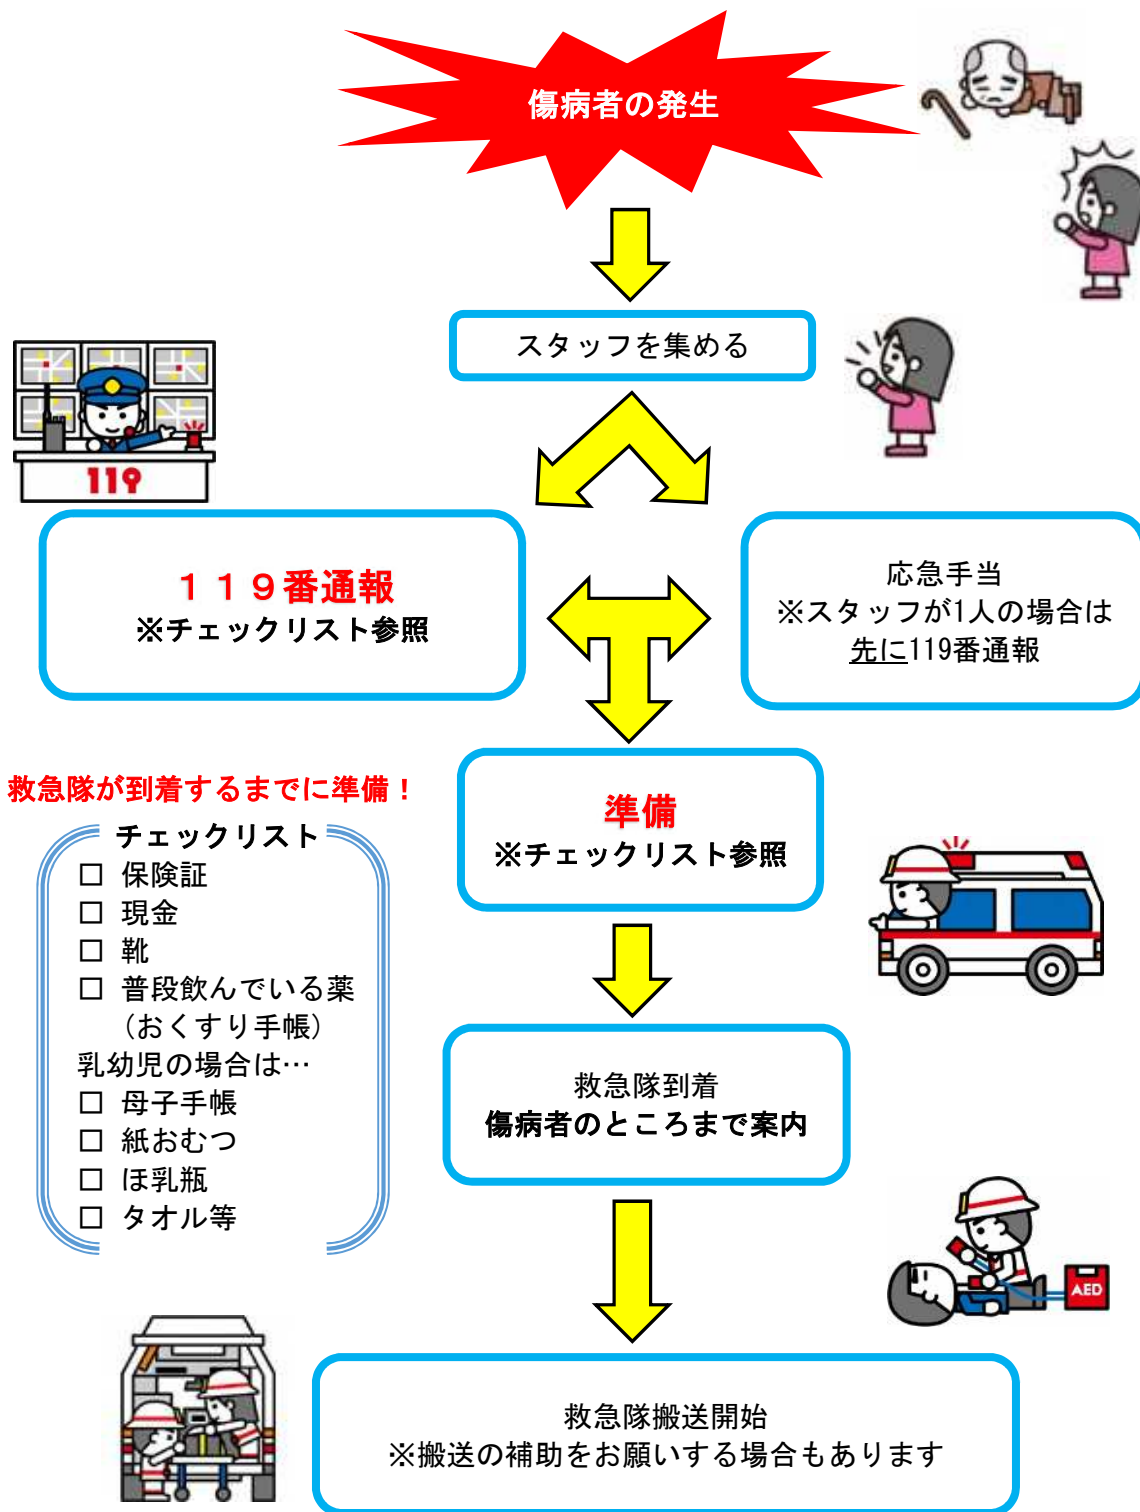 傷病者の発生
スタッフを集める
119
１１９番通報
※チェックリスト参照
応急手当
※スタッフが1人の場合は
先に119番通報
準備
※チェックリスト参照
救急隊が到着するまでに準備！
チェックリスト
□ 保険証
□ 現金
□ 靴
□ 普段飲んでいる薬
（おくすり手帳）
乳幼児の場合は…
□ 母子手帳
□ 紙おむつ
□ ほ乳瓶
□ タオル等
救急隊到着
傷病者のところまで案内
AED
救急隊搬送開始
※搬送の補助をお願いする場合もあります